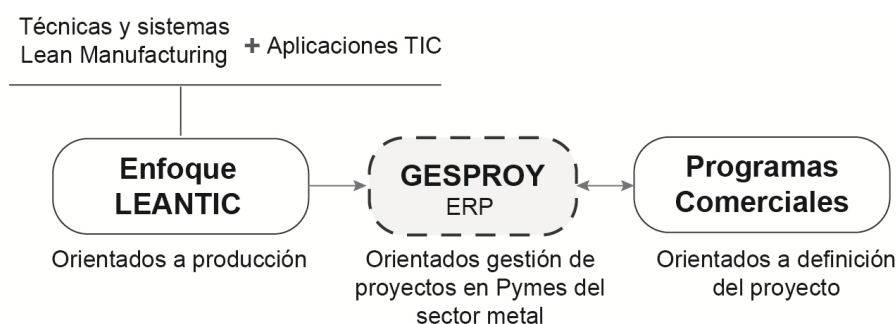 Técnicas y sistemas
Lean Manufacturing
+ Aplicaciones TIC
Enfoque
LEANTIC
Orientados a producción
GESPROY
ERP
Orientados gestión de
proyectos en Pymes del
sector metal
Programas
Comerciales
Orientados a definición
del proyecto